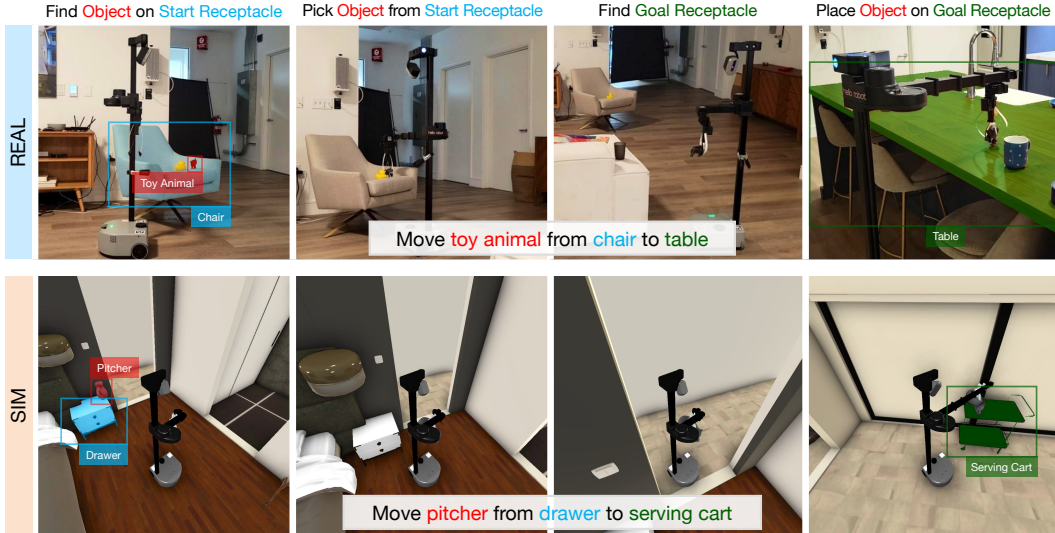 Find Object on Start Receptacle
Pick Object from Start Receptacle
Find Goal Receptacle
Place Object on Goal Receptacle
REAL
Toy Animal
Chair
hello robot
Table
Move toy animal from chair to table
SIM
Pitcher
Drawer
Serving Cart
Move pitcher from drawer to serving cart